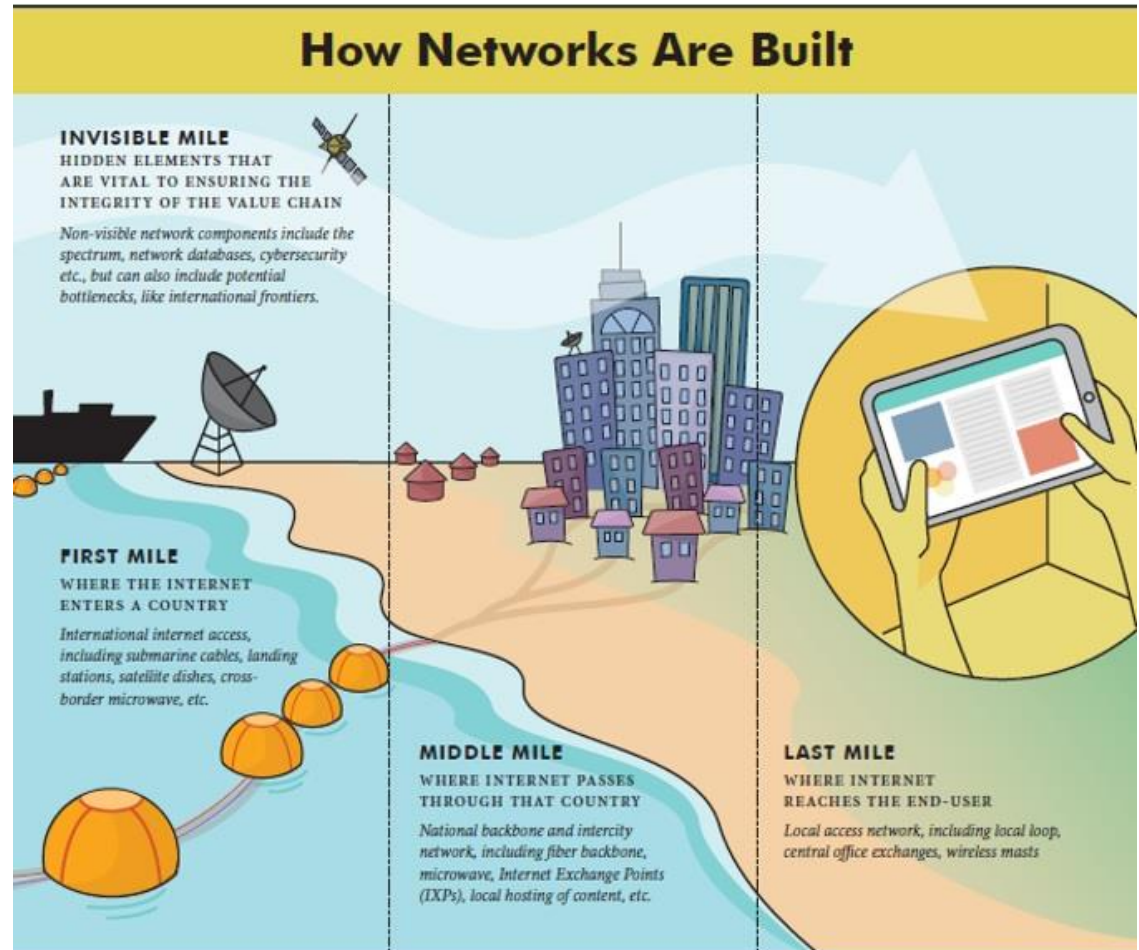 How Networks Are Built
INVISIBLE MILE
HIDDEN ELEMENTS THAT
ARE VITAL TO ENSURING THE
INTEGRITY OF THE VALUE CHAIN
Non-visible network components include the
spectrum, network databases, cybersecurity
etc., but can also include potential
bottlenecks, like international frontiers.
FIRST MILE
WHERE THE INTERNET
ENTERS A COUNTRY
International internet access,
including submarine cables, landing
stations, satellite dishes, cross-
border microwave, etc.
MIDDLE MILE
WHERE INTERNET PASSES
THROUGH THAT COUNTRY
National backbone and intercity
network, including fiber backbone,
microwave, Internet Exchange Points
(IXPs), local hosting of content, etc.
LAST MILE
WHERE INTERNET
REACHES THE END-USER
Local access network, including local loop,
central office exchanges, wireless masts